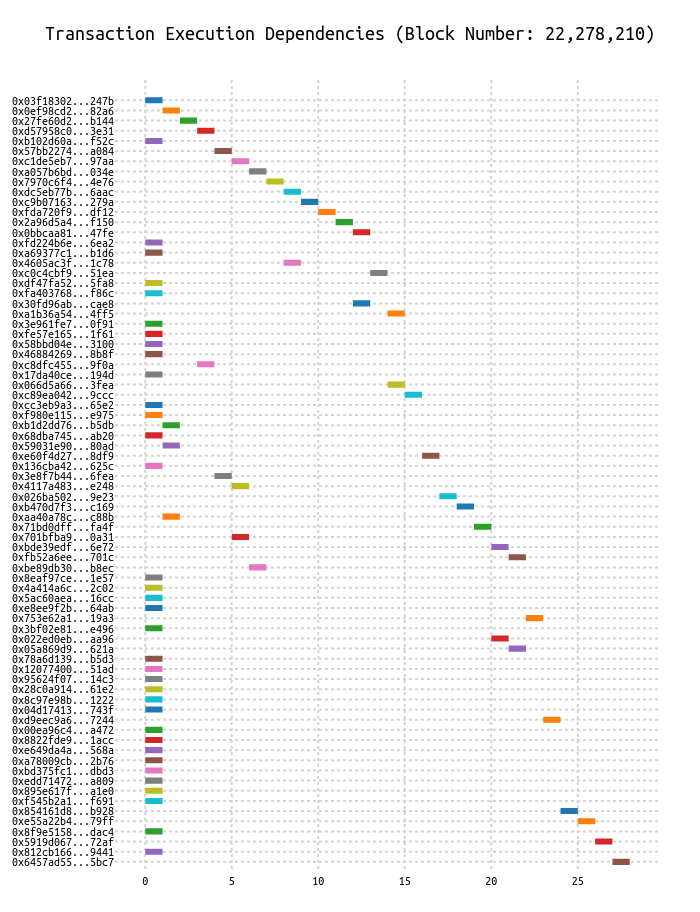 Transaction Execution Dependencies (Block Number: 22,278,210)
0x03f18302...247b
0x0ef98cd2...82a6
0x27fe60d2...b144
0xd57958c0...3e31
0xb102d60a...f52c
0x57bb2274...a084
0xc1de5eb7...97aa
0xa057b6bd...034e
0x7970c6f4...4e76
0xdc5eb77b...6aac
0xc9b07163...279a
0xfda720f9...df12
0x2a96d5a4...f150
0x0bbcaa81...47fe
0xfd224b6e...6ea2
0xa69377c1...b1d6
0x4605ac3f...1c78
0xc0c4cbf9...51ea
0xdf47fa52...5fa8
0xfa403768...f86c
0x30fd96ab...cae8
0xa1b36a54...4ff5
0x3e961fe7...0f91
0xfe57e165...1f61
0x58bbd04e...3100
0x46884269...8b8f
0xc8dfc455...9f0a
0x17da40ce...194d
0x066d5a66...3fea
0xc89ea042...9ccc
0xcc3eb9a3...65e2
0xf980e115...e975
0xb1d2dd76...b5db
0x68dba745...ab20
0x59031e90...80ad
0xe60f4d27...8df9
0x136cba42...625c
0x3e8f7b44...6fea
0x4117a483...e248
0x026ba502...9e23
0xb470d7f3...c169
0xaa40a78c...c88b
0x71bd0dff...fa4f
0x701bfba9...0a31
0xbde39edf...6e72
0xfb52a6ee...701c
0xbe89db30...b8ec
0x8eaf97ce...1e57
0x4a414a6c...2c02
0x5ac60aea...16cc
0xe8ee9f2b...64ab
0x753e62a1...19a3
0x3bf02e81...e496
0x022ed0eb...aa96
0x05a869d9...621a
0x78a6d139...b5d3
0x12077400...51ad
0x95624f07...14c3
0x28c0a914...61e2
0x8c97e98b...1222
0x04d17413...743f
0xd9eec9a6...7244
0x00ea96c4...a472
0x8822fde9...1acc
0xe649da4a...568a
0xa78009cb...2b76
0xbd375fc1...dbd3
0xedd71472...a809
0x895e617f...a1e0
0xf545b2a1...f691
0x854161d8...b928
0xe55a22b4...79ff
0x8f9e5158...dac4
0x5919d067...72af
0x812cb166...9441
0x6457ad55...5bc7
0 5 10 15 20 25